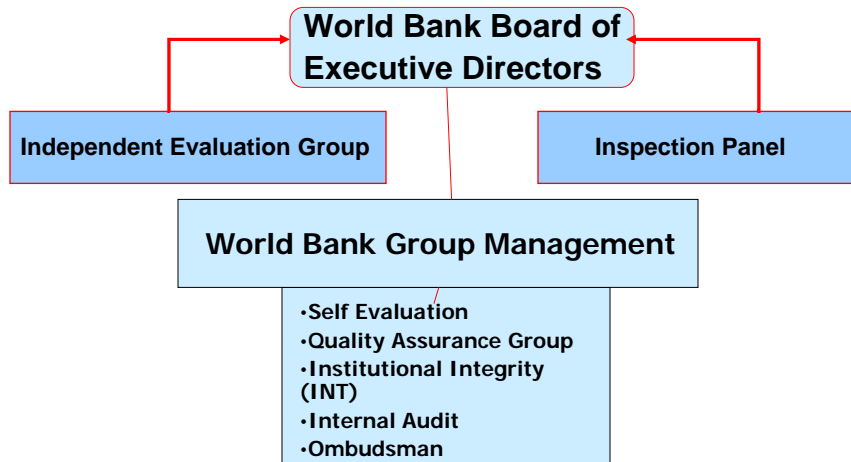 World Bank Board of
Executive Directors
Independent Evaluation Group
Inspection Panel
World Bank Group Management
•Self Evaluation
•Quality Assurance Group
•Institutional Integrity
(INT)
•Internal Audit
•Ombudsman